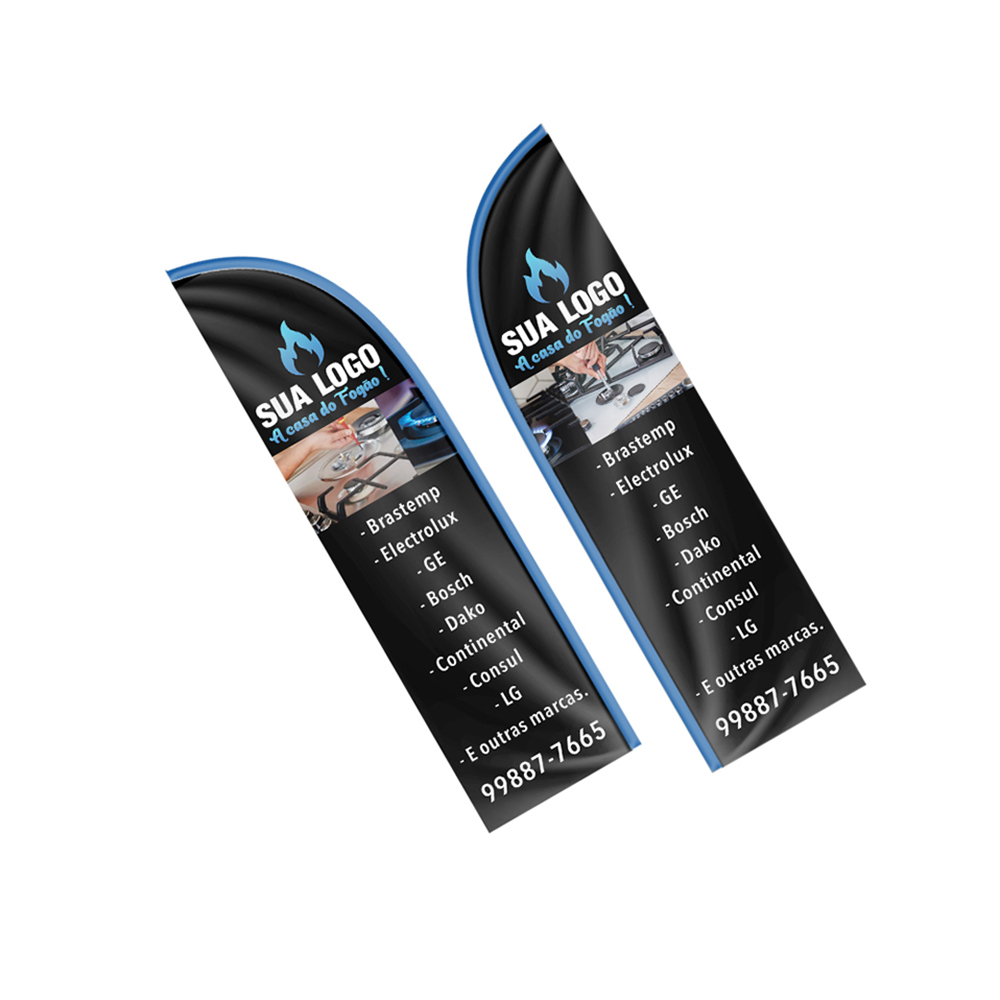 SUA LOGO
A casa do Fogão !
- Brastemp
- Electrolux
- GE
- Bosch
- Dako
- Continental
- Consul
- LG
- E outras marcas.
99887-7665
SUA LOGO
A casa do Fogão !
- Brastemp
- Electrolux
- GE
- Bosch
- Dako
- Continental
- Consul
- LG
- E outras marcas.
99887-7665